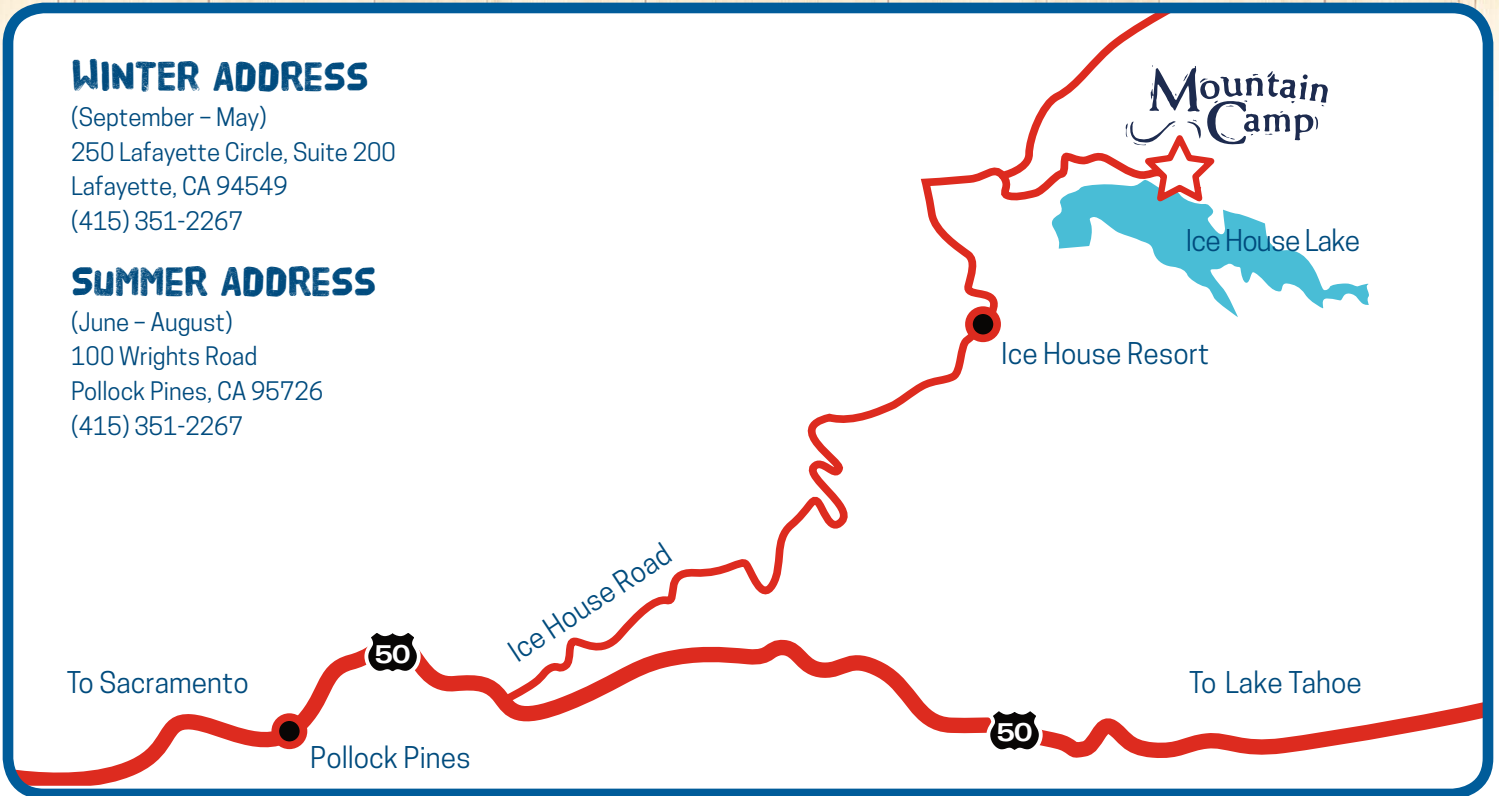 WINTER ADDRESS
(September – May)
250 Lafayette Circle, Suite 200
Lafayette, CA 94549
(415) 351-2267
SUMMER ADDRESS
(June – August)
100 Wrights Road
Pollock Pines, CA 95726
(415) 351-2267
Mountain
Camp
Ice House Lake
Ice House Resort
Ice House Road
50
To Sacramento
To Lake Tahoe
50
Pollock Pines